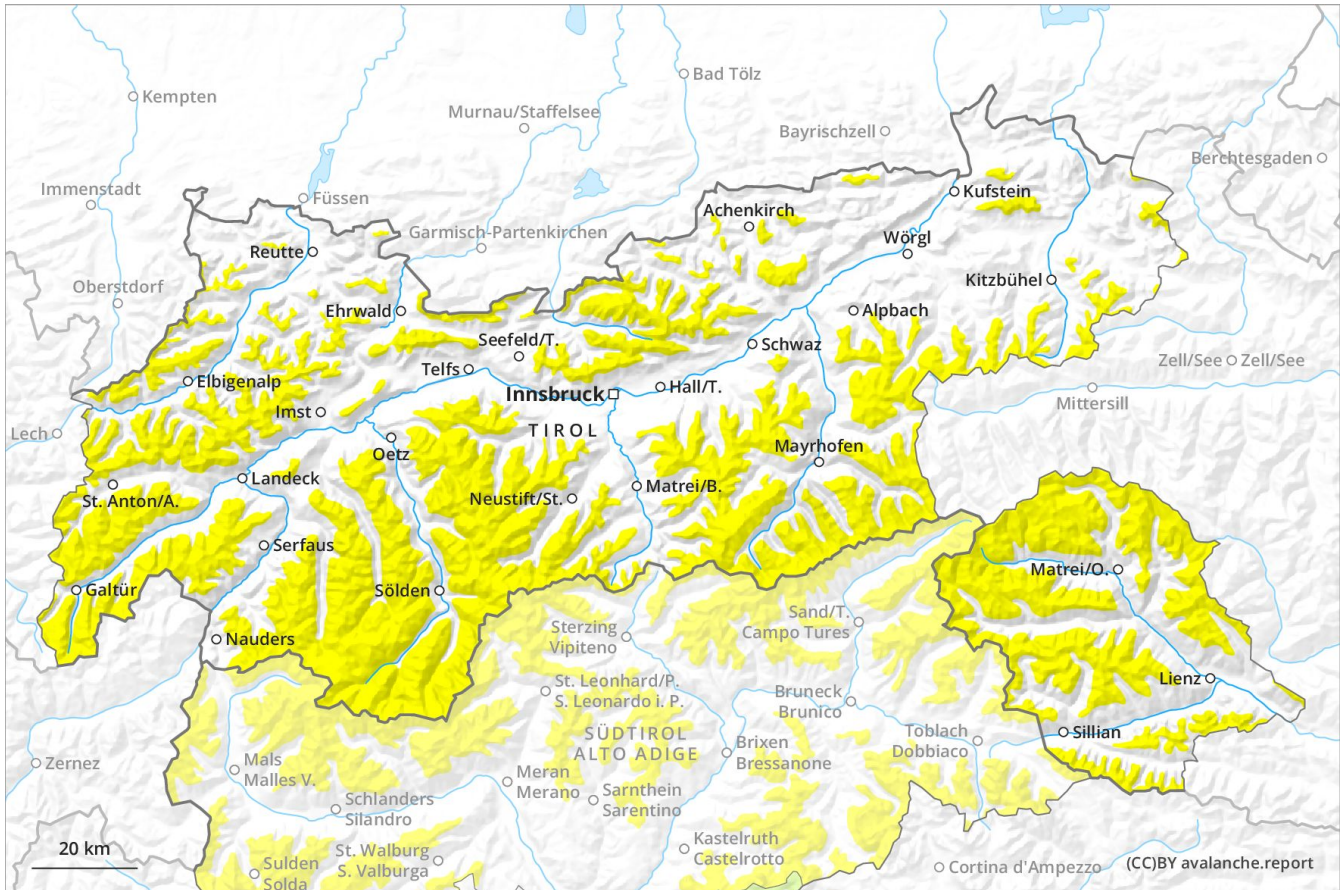 Kempten
Bad Tölz
Murnau/Staffelsee
Bayrischzell
Berchtesgaden
Immenstadt
Füssen
Kufstein
Achenkirch
Garmisch-Partenkirchen
Wörgl
Reutte
Oberstdorf
Kitzbühel
Ehrwald
Alpbach
Seefeld/T.
Schwaz
Zell/See
Zell/See
Telfs
Elbigenalp
Innsbruck
Hall/T.
Mittersill
Imst
Lech
TIROL
Oetz
Mayrhofen
Landeck
St. Anton/A.
Neustift/St.
Matrei/B.
Serfaus
Matrei/O.
Galtür
Sölden
Sand/T.
Campo Tures
Nauders
Sterzing
Vipiteno
Lienz
St. Leonhard/P.
S. Leonardo i. P.
Bruneck
Brunico
Toblach
Dobbiaco
Sillian
SÜDTIROL
ALTO ADIGE
Brixen
Bressanone
Zernez
Mals
Malles V.
Meran
Merano
Sarnthein
Sarentino
Schlanders
Silandro
Kastelruth
Castelrotto
20 km
St. Walburg
S. Valburga
Sulden
Solda
Cortina d'Ampezzo
(CC)BY avalanche.report